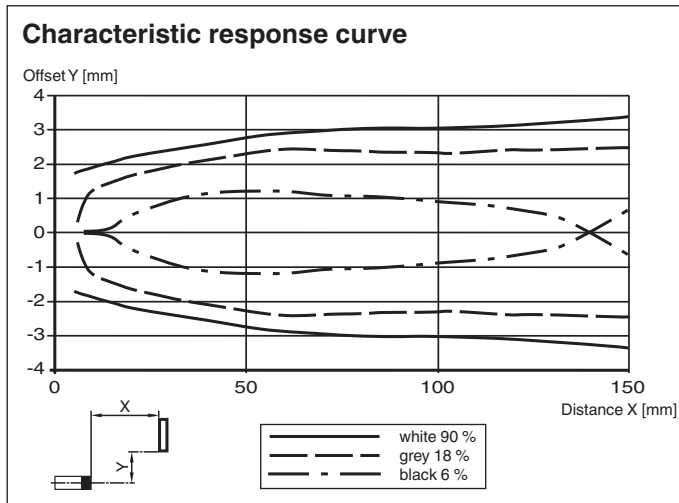 Characteristic response curve
Offset Y [mm]
4
3
2
1
0
-1
-2
-3
-4
0 50 100 150
Distance X [mm]
X
Y
white 90 %
grey 18 %
black 6 %